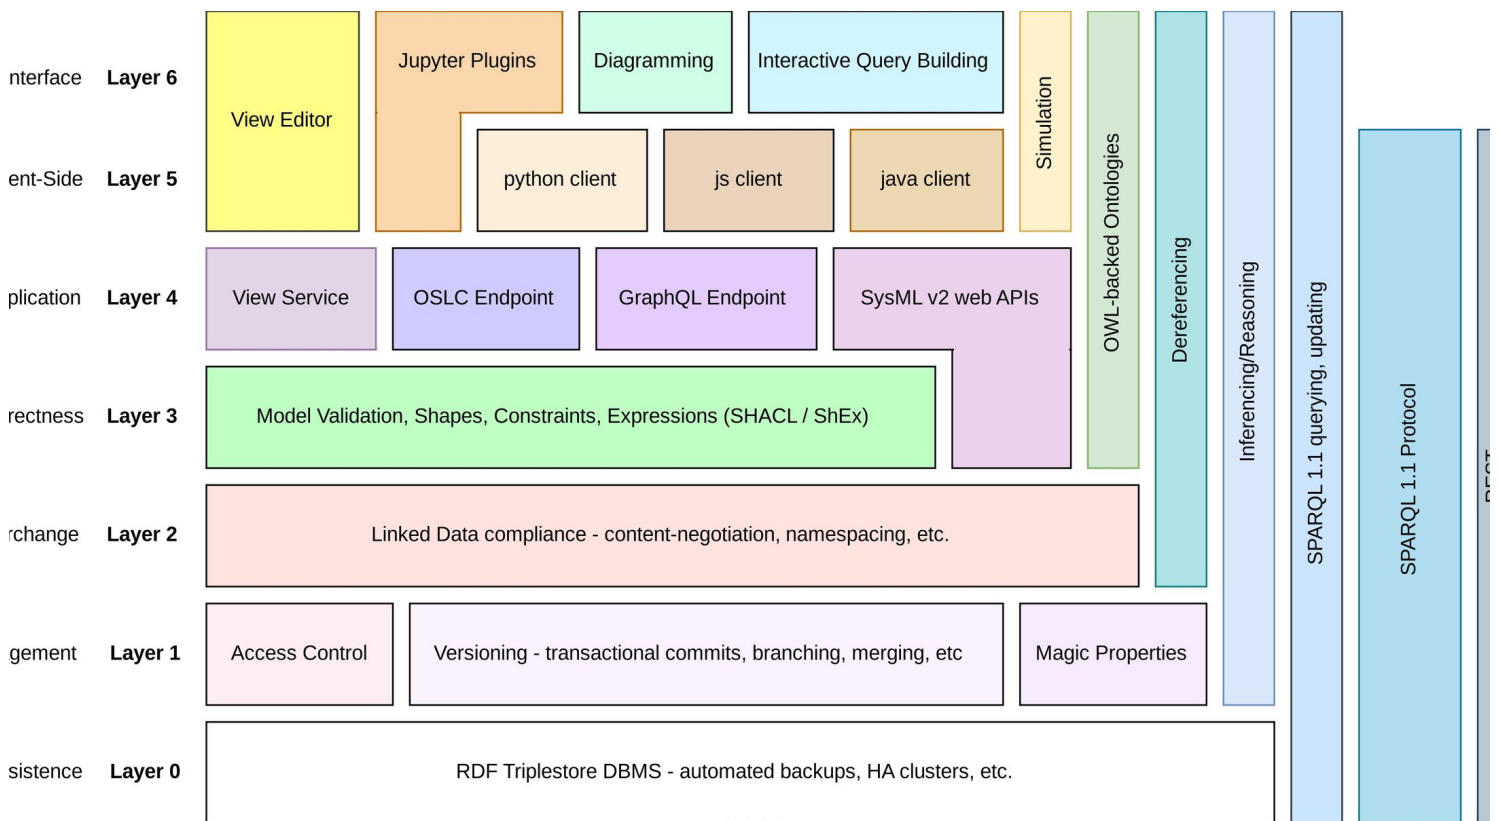 nterface Layer 6
View Editor
Jupyter Plugins
Diagramming
Interactive Query Building
Simulation
OWL-backed Ontologies
Dereferencing
Inferencing/Reasoning
SPARQL 1.1 querying, updating
SPARQL 1.1 Protocol
ent-Side Layer 5
python client
js client
java client
plication Layer 4
View Service
OSLC Endpoint
GraphQL Endpoint
SysML v2 web APIs
rectness Layer 3
Model Validation, Shapes, Constraints, Expressions (SHACL / ShEx)
rchange Layer 2
Linked Data compliance - content-negotiation, namespacing, etc.
gement Layer 1
Access Control
Versioning - transactional commits, branching, merging, etc
Magic Properties
sistence Layer 0
RDF Triplestore DBMS - automated backups, HA clusters, etc.